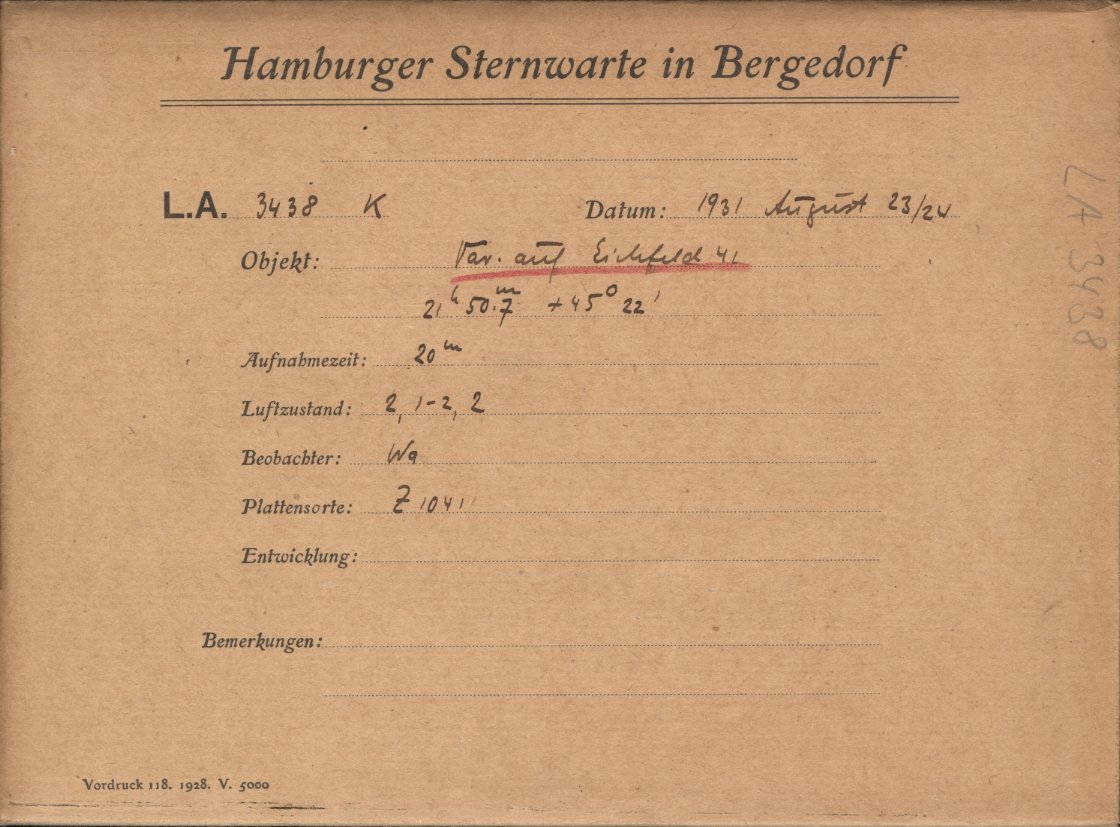 Hamburger Sternwarte in Bergedorf
L.A. 3438 K Datum: 1931 August 23/24
Objekt: Var. auf Eichfeld 41
21ʰ 50.7ᵐ +45° 22'
Aufnahmezeit: 20ᵐ
Luftzustand: 2, 1-2, 2
Beobachter: Wa
Plattensorte: Z 1041
Entwicklung:
Bemerkungen:
Vordruck 118. 1928. V. 5000
LA 3438